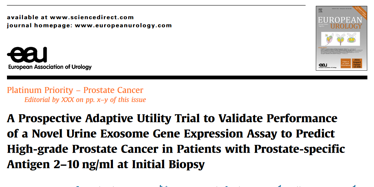 available at www.sciencedirect.com
journal homepage: www.europeanurology.com
EUROPEAN
UROLOGY
eau
European Association of Urology
Platinum Priority – Prostate Cancer
Editorial by XXX on pp. x–y of this issue
A Prospective Adaptive Utility Trial to Validate Performance
of a Novel Urine Exosome Gene Expression Assay to Predict
High-grade Prostate Cancer in Patients with Prostate-specific
Antigen 2–10 ng/ml at Initial Biopsy